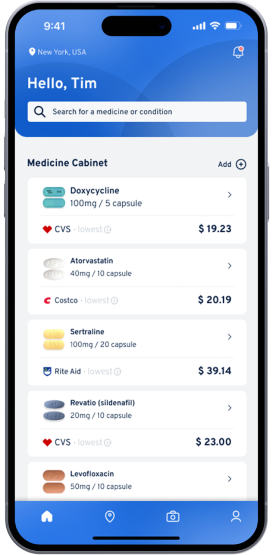 9:41
New York, USA
Hello, Tim
Search for a medicine or condition
Medicine Cabinet Add
Doxycycline
100mg / 5 capsule
CVS - lowest $ 19.23
Atorvastatin
40mg / 10 capsule
Costco - lowest $ 20.19
Sertraline
100mg / 20 capsule
Rite Aid - lowest $ 39.14
Revatio (sildenafil)
20mg / 10 capsule
CVS - lowest $ 23.00
Levofloxacin
50mg / 10 capsule